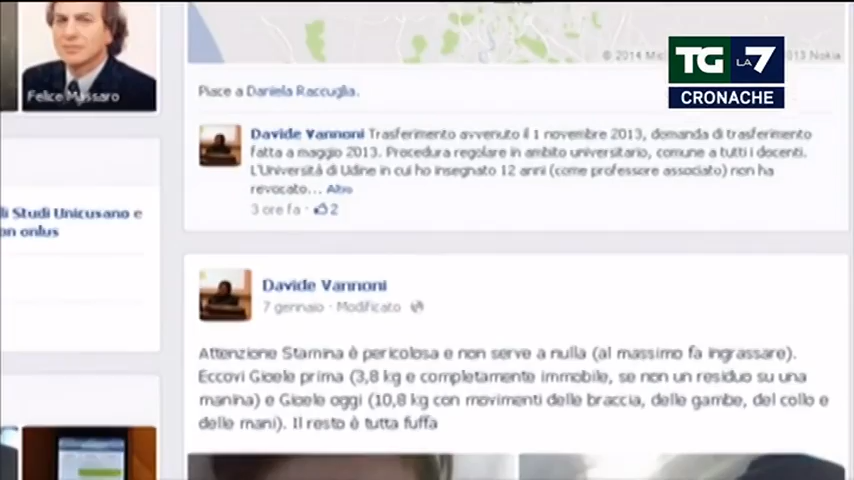 © 2014 Mic
013 Nokia
TG LA 7
CRONACHE
Felice Massaro
Piace a Daniela Raccuglia.
Davide Vannoni Trasferimento avvenuto il 1 novembre 2013, domanda di trasferimento
fatta a maggio 2013. Procedura regolare in ambito universitario, comune a tutti i docenti.
L'Università di Udine in cui ho insegnato 12 anni (come professore associato) non ha
revocato... Altro
3 ore fa · 2
li Studi Unicusano e
on onlus
Davide Vannoni
7 gennaio · Modificato
Attenzione Stamina è pericolosa e non serve a nulla (al massimo fa ingrassare).
Eccovi Gioele prima (3,8 kg e completamente immobile, se non un residuo su una
manina) e Gioele oggi (10,8 kg con movimenti delle braccia, delle gambe, del collo e
delle mani). Il resto è tutta fuffa